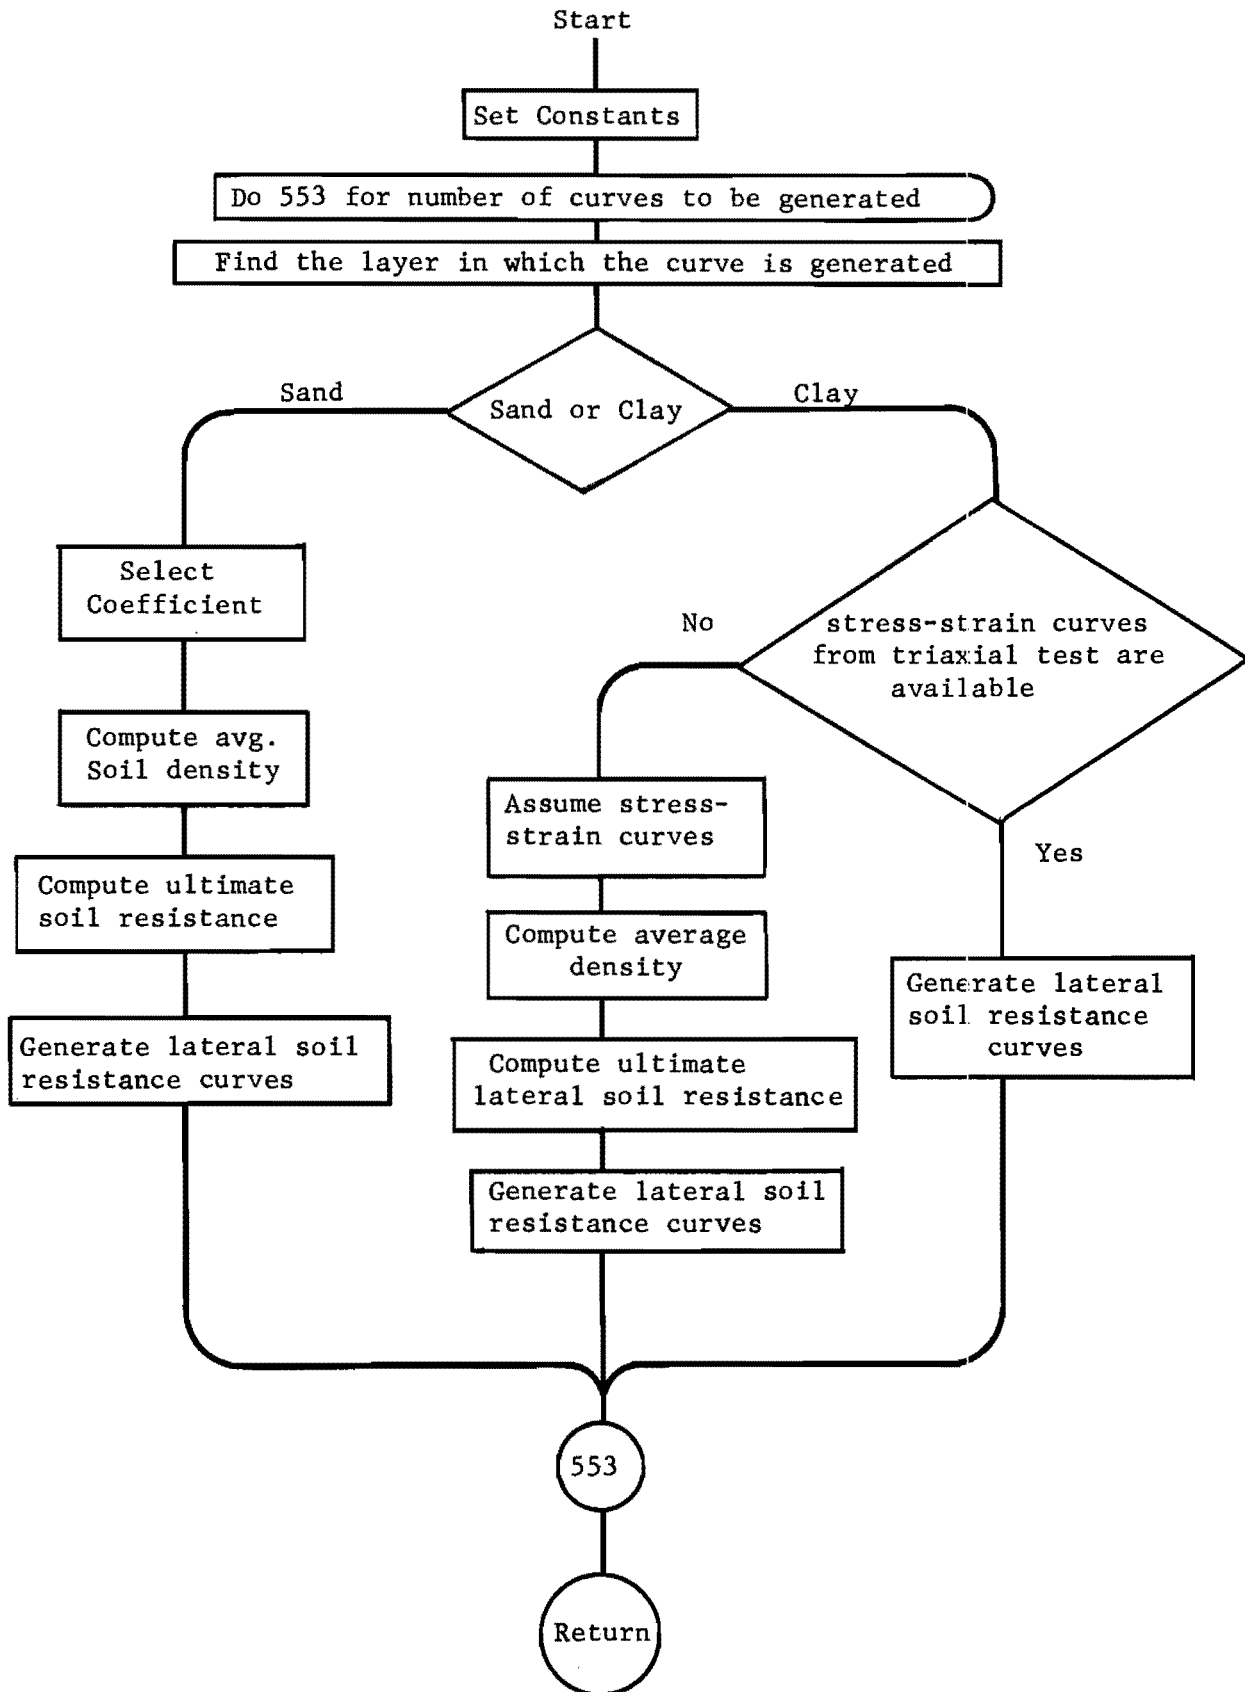 Start
Set Constants
Do 553 for number of curves to be generated
Find the layer in which the curve is generated
Sand or Clay
Sand
Select
Coefficient
Compute avg.
Soil density
Compute ultimate
soil resistance
Generate lateral soil
resistance curves
Clay
stress-strain curves
from triaxial test are
available
No
Assume stress-
strain curves
Compute average
density
Compute ultimate
lateral soil resistance
Generate lateral soil
resistance curves
Yes
Generate lateral
soil resistance
curves
553
Return